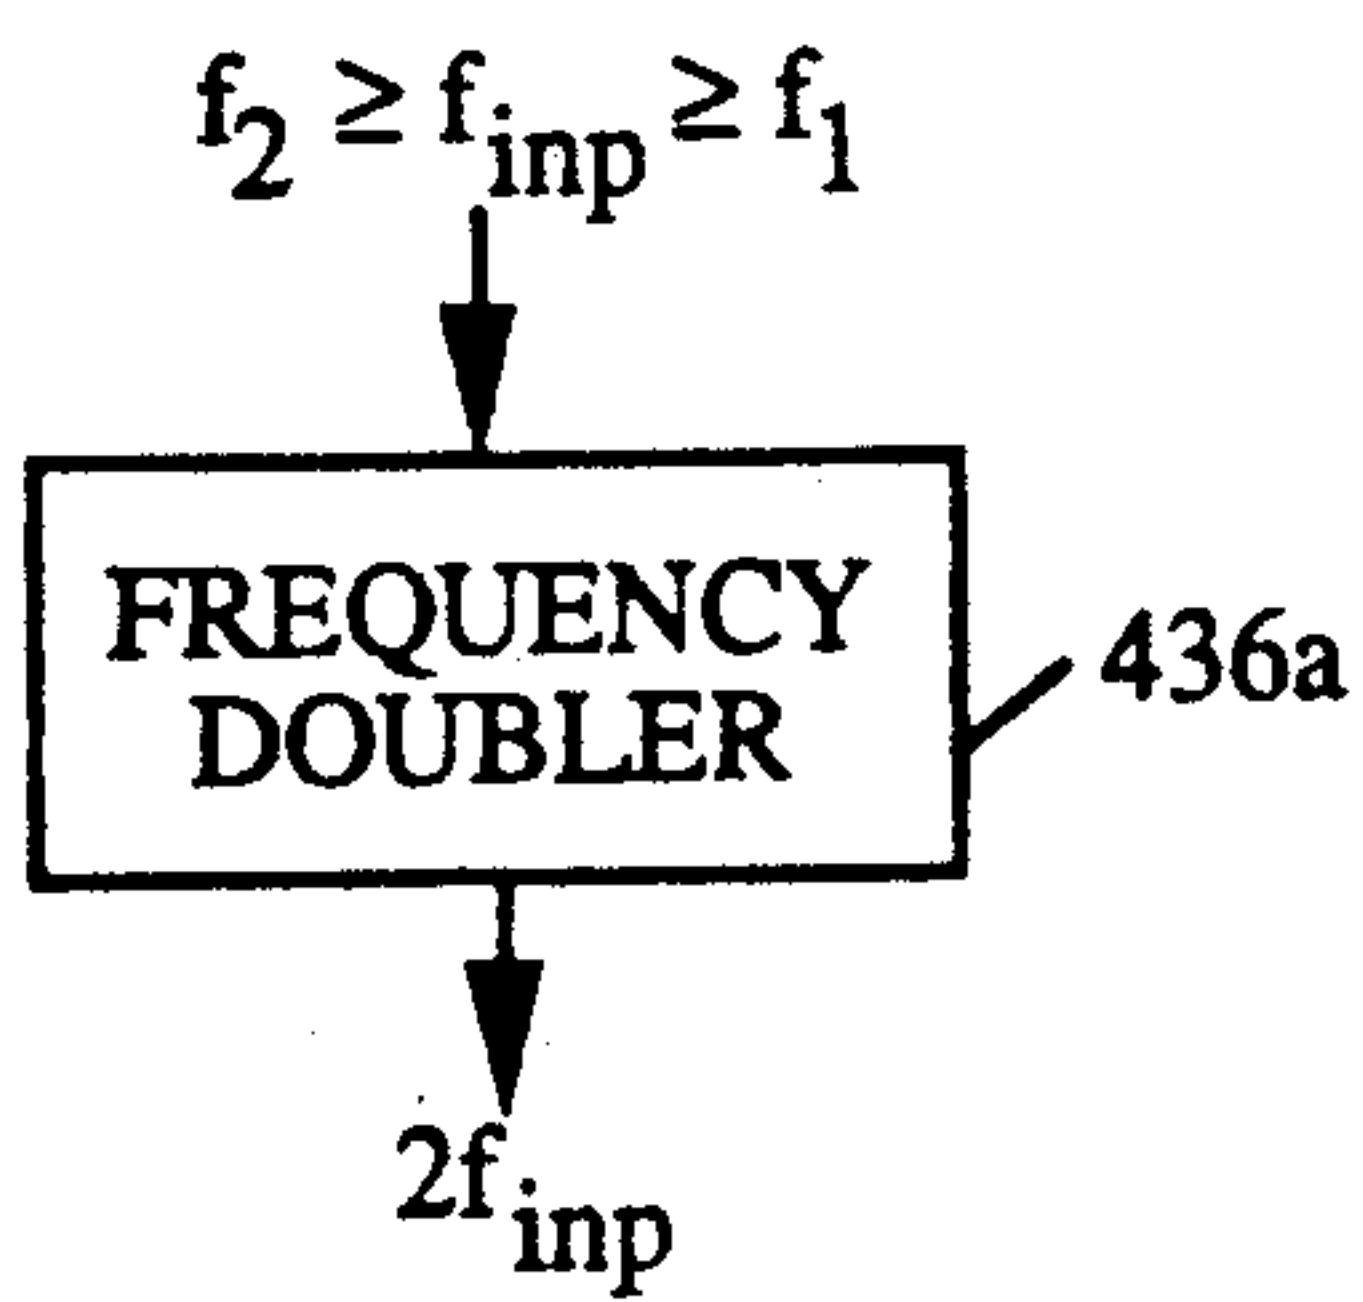 f₂ ≥ fᵢₙₚ ≥ f₁
FREQUENCY
DOUBLER
436a
2fᵢₙₚ